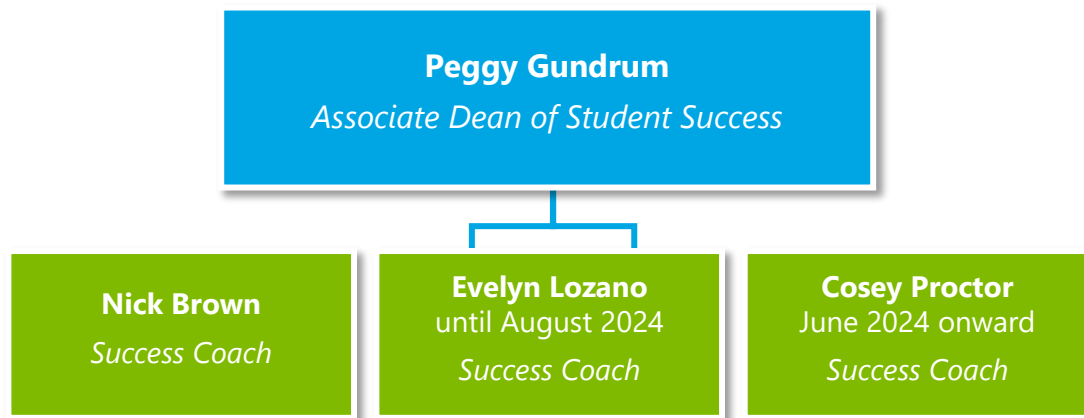 Peggy Gundrum
Associate Dean of Student Success
Nick Brown
Success Coach
Evelyn Lozano
until August 2024
Success Coach
Cosey Proctor
June 2024 onward
Success Coach